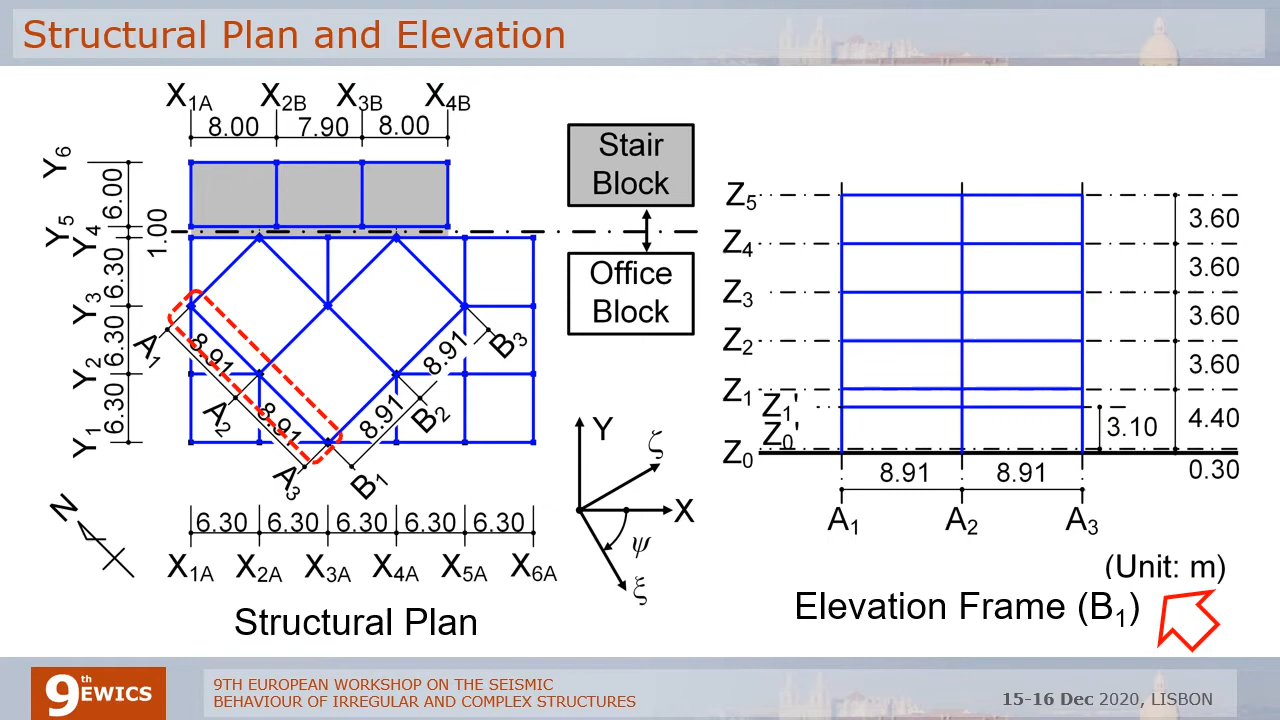 Structural Plan and Elevation
X1A X2B X3B X4B
8.00 7.90 8.00
Y6
6.00
Y5
1.00
Y4
6.30
Y3
6.30
Y2
6.30
Y1
A1
8.91
A2
8.91
A3
B1
8.91
B2
8.91
B3
N
6.30 6.30 6.30 6.30 6.30
X1A X2A X3A X4A X5A X6A
Structural Plan
Stair
Block
Office
Block
Y
ζ
X
ψ
ξ
Z5
3.60
Z4
3.60
Z3
3.60
Z2
3.60
Z1
Z1'
4.40
3.10
Z0'
Z0
0.30
8.91 8.91
A1 A2 A3
(Unit: m)
Elevation Frame (B1)
9th EWICS
9TH EUROPEAN WORKSHOP ON THE SEISMIC
BEHAVIOUR OF IRREGULAR AND COMPLEX STRUCTURES
15-16 Dec 2020, LISBON